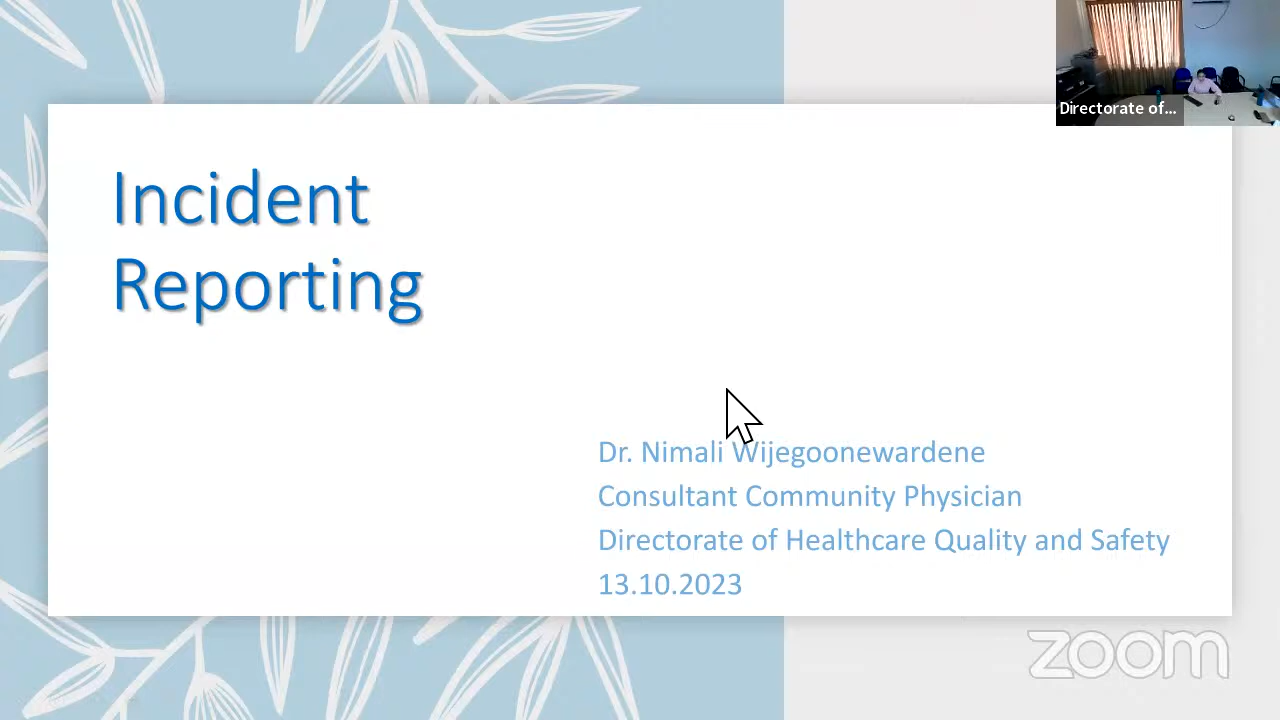 Directorate of...
Incident
Reporting
Dr. Nimali Wijegoonewardene
Consultant Community Physician
Directorate of Healthcare Quality and Safety
13.10.2023
zoom